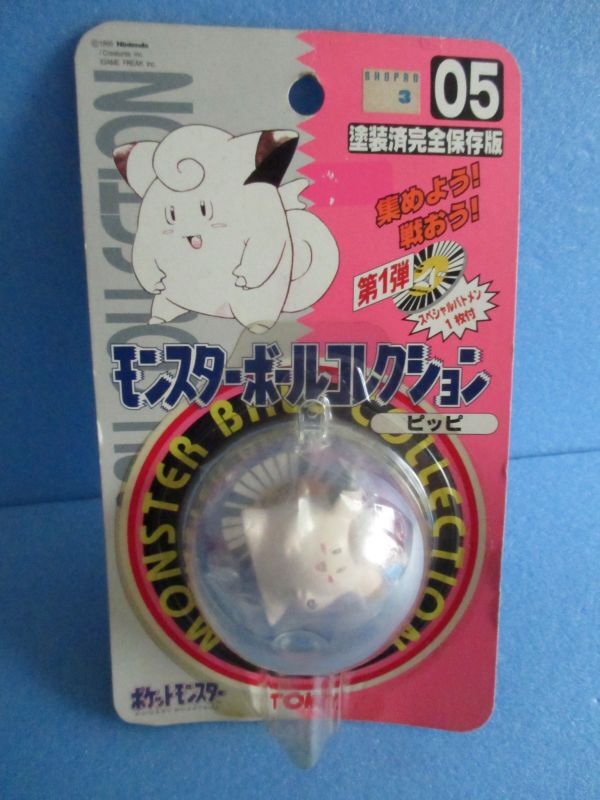 ©1995 Nintendo
/Creatures inc.
/GAME FREAK inc.
SHOPRO
3
05
塗装済完全保存版
集めよう!
戦おう!
第1弾
スペシャルバトメン
1枚付
モンスターボールコレクション
ピッピ
MONSTER BALL COLLECTION
ポケットモンスター
TOMY